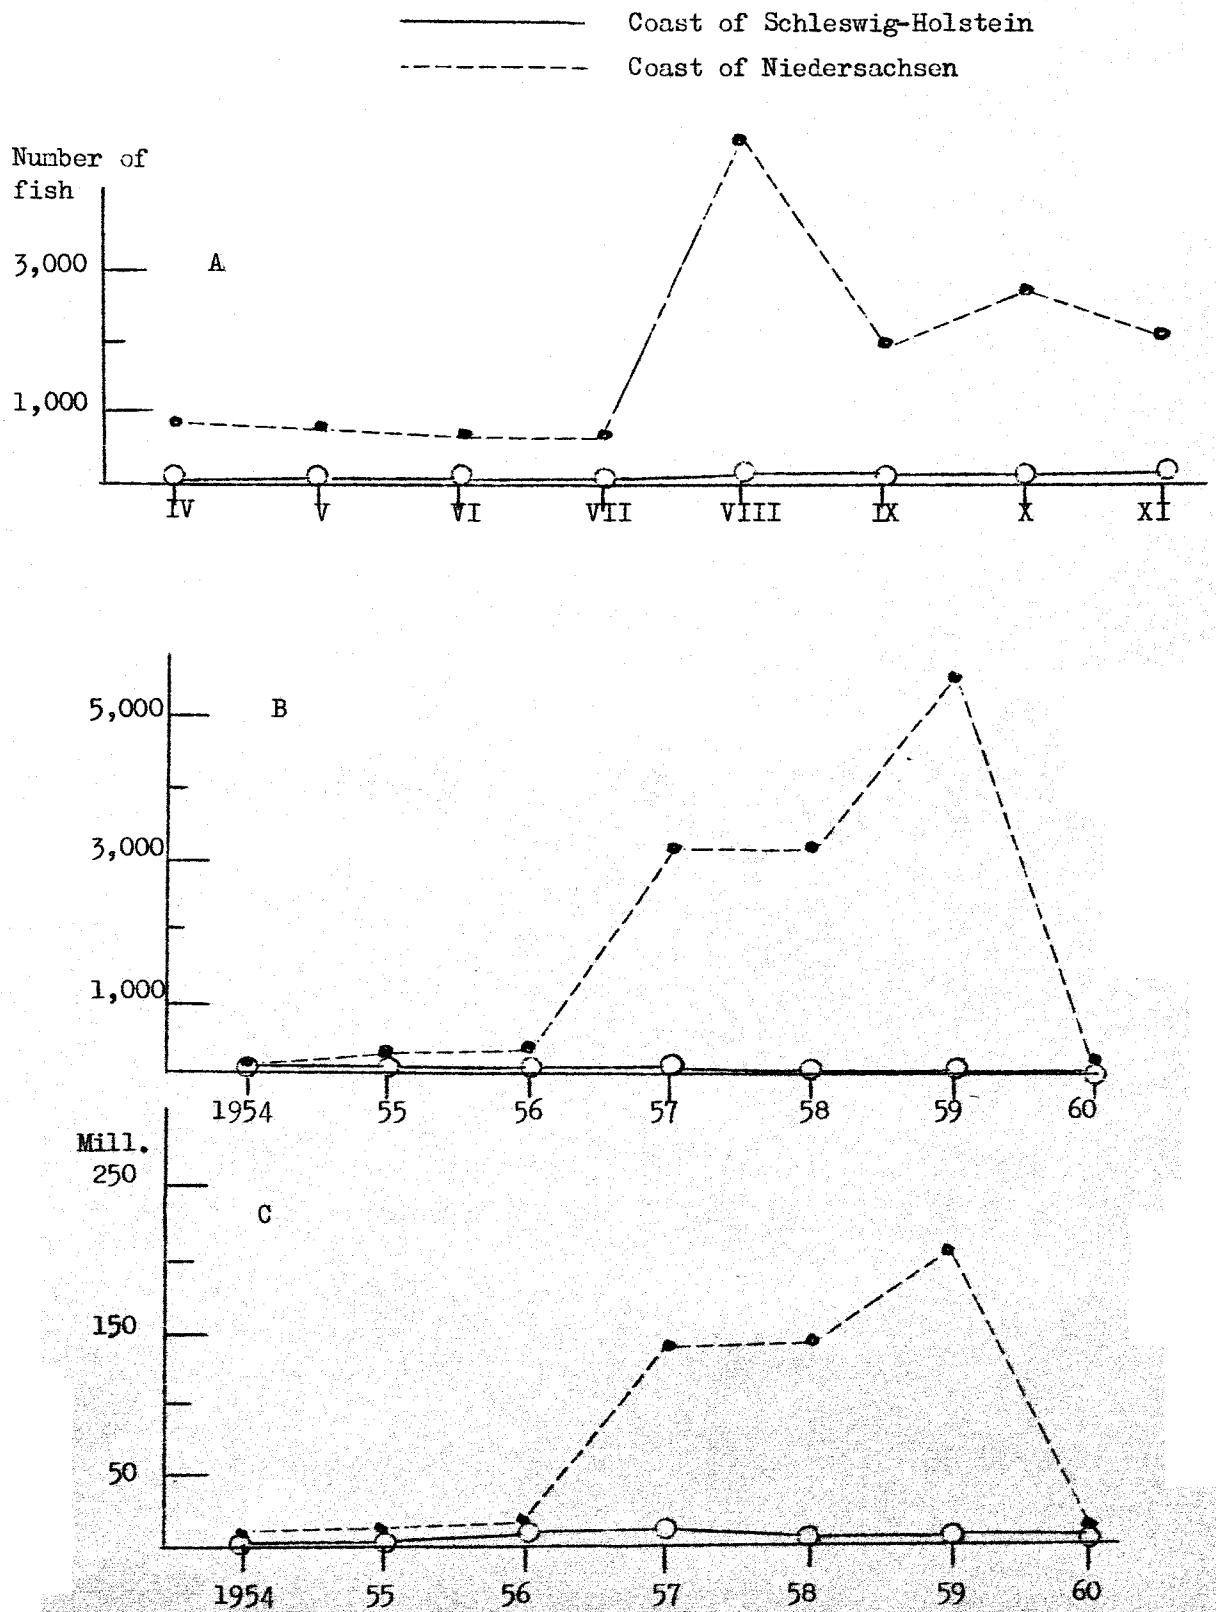 Coast of Schleswig-Holstein
Coast of Niedersachsen
Number of
fish
3,000
A
1,000
IV V VI VII VIII IX X XI
5,000
B
3,000
1,000
1954 55 56 57 58 59 60
Mill.
250
C
150
50
1954 55 56 57 58 59 60